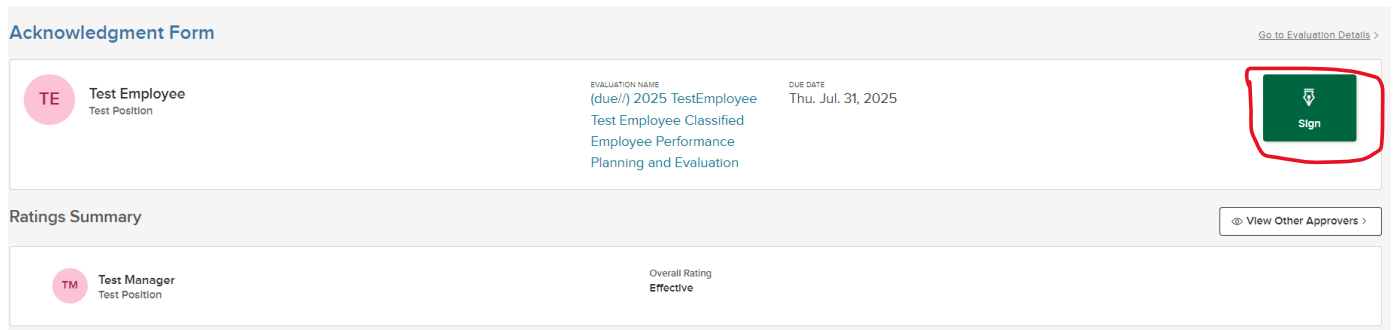 Acknowledgment Form
Go to Evaluation Details >
TE
Test Employee
Test Position
EVALUATION NAME
(due//) 2025 TestEmployee
Test Employee Classified
Employee Performance
Planning and Evaluation
DUE DATE
Thu. Jul. 31, 2025
Sign
Ratings Summary
View Other Approvers >
TM
Test Manager
Test Position
Overall Rating
Effective